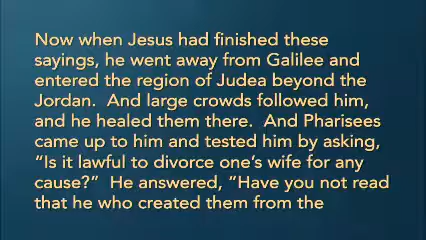 Now when Jesus had finished these
sayings, he went away from Galilee and
entered the region of Judea beyond the
Jordan.  And large crowds followed him,
and he healed them there.  And Pharisees
came up to him and tested him by asking,
“Is it lawful to divorce one’s wife for any
cause?”  He answered, “Have you not read
that he who created them from the